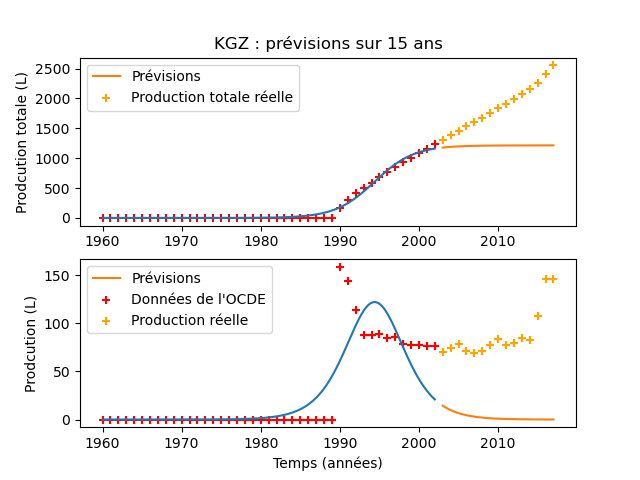 KGZ : prévisions sur 15 ans
Prodcution totale (L)
2500
2000
1500
1000
500
0
Prévisions
Production totale réelle
1960 1970 1980 1990 2000 2010
Prodcution (L)
150
100
50
0
Prévisions
Données de l'OCDE
Production réelle
1960 1970 1980 1990 2000 2010
Temps (années)